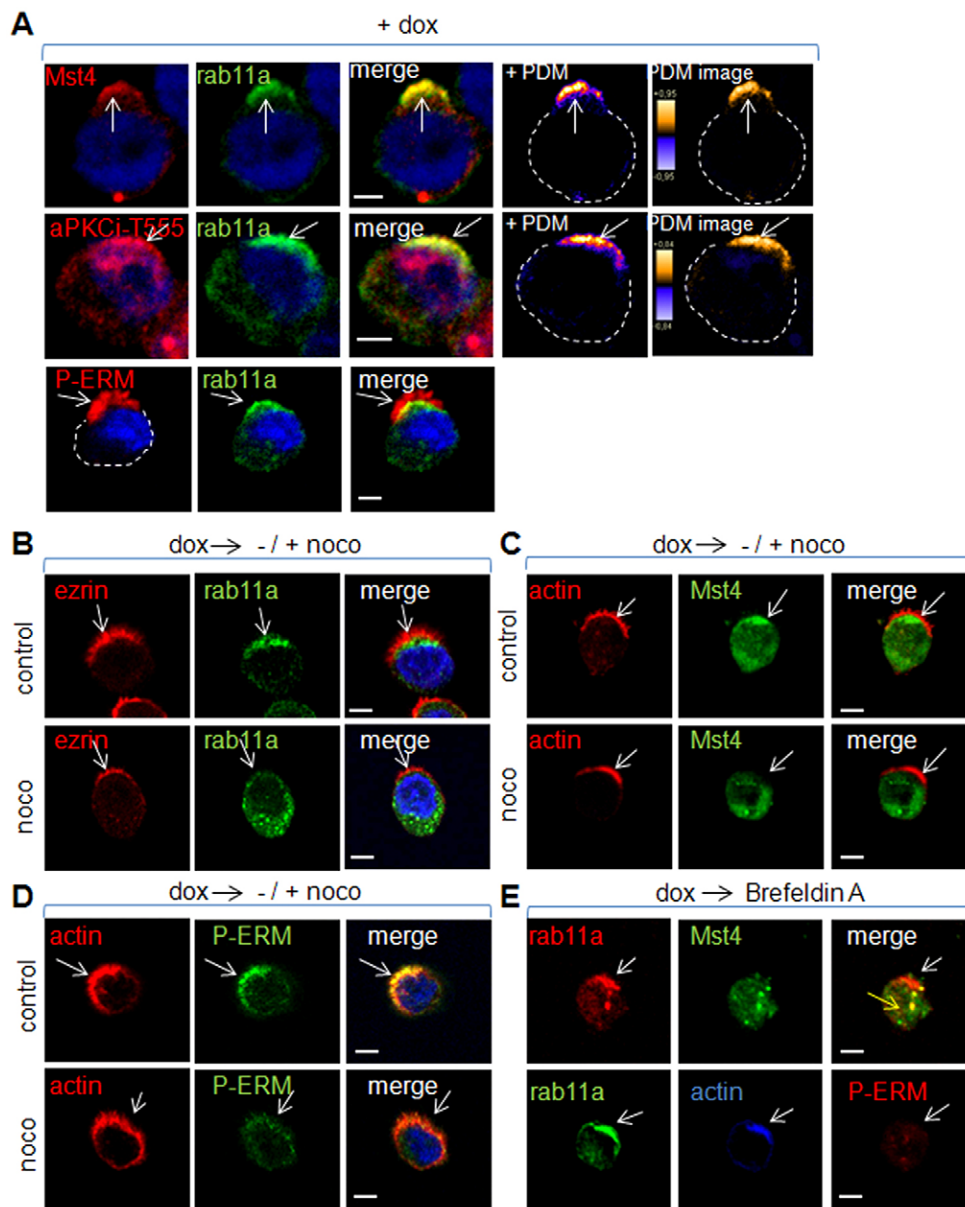 A
+ dox
Mst4 rab11a merge + PDM PDM image
+0,95
-0,95
aPKCi-T555 rab11a merge + PDM PDM image
+0,84
-0,84
P-ERM rab11a merge
B
dox → - / + noco
control
ezrin rab11a merge
noco
ezrin rab11a merge
C
dox → - / + noco
control
actin Mst4 merge
noco
actin Mst4 merge
D
dox → - / + noco
control
actin P-ERM merge
noco
actin P-ERM merge
E
dox → Brefeldin A
rab11a Mst4 merge
rab11a actin P-ERM